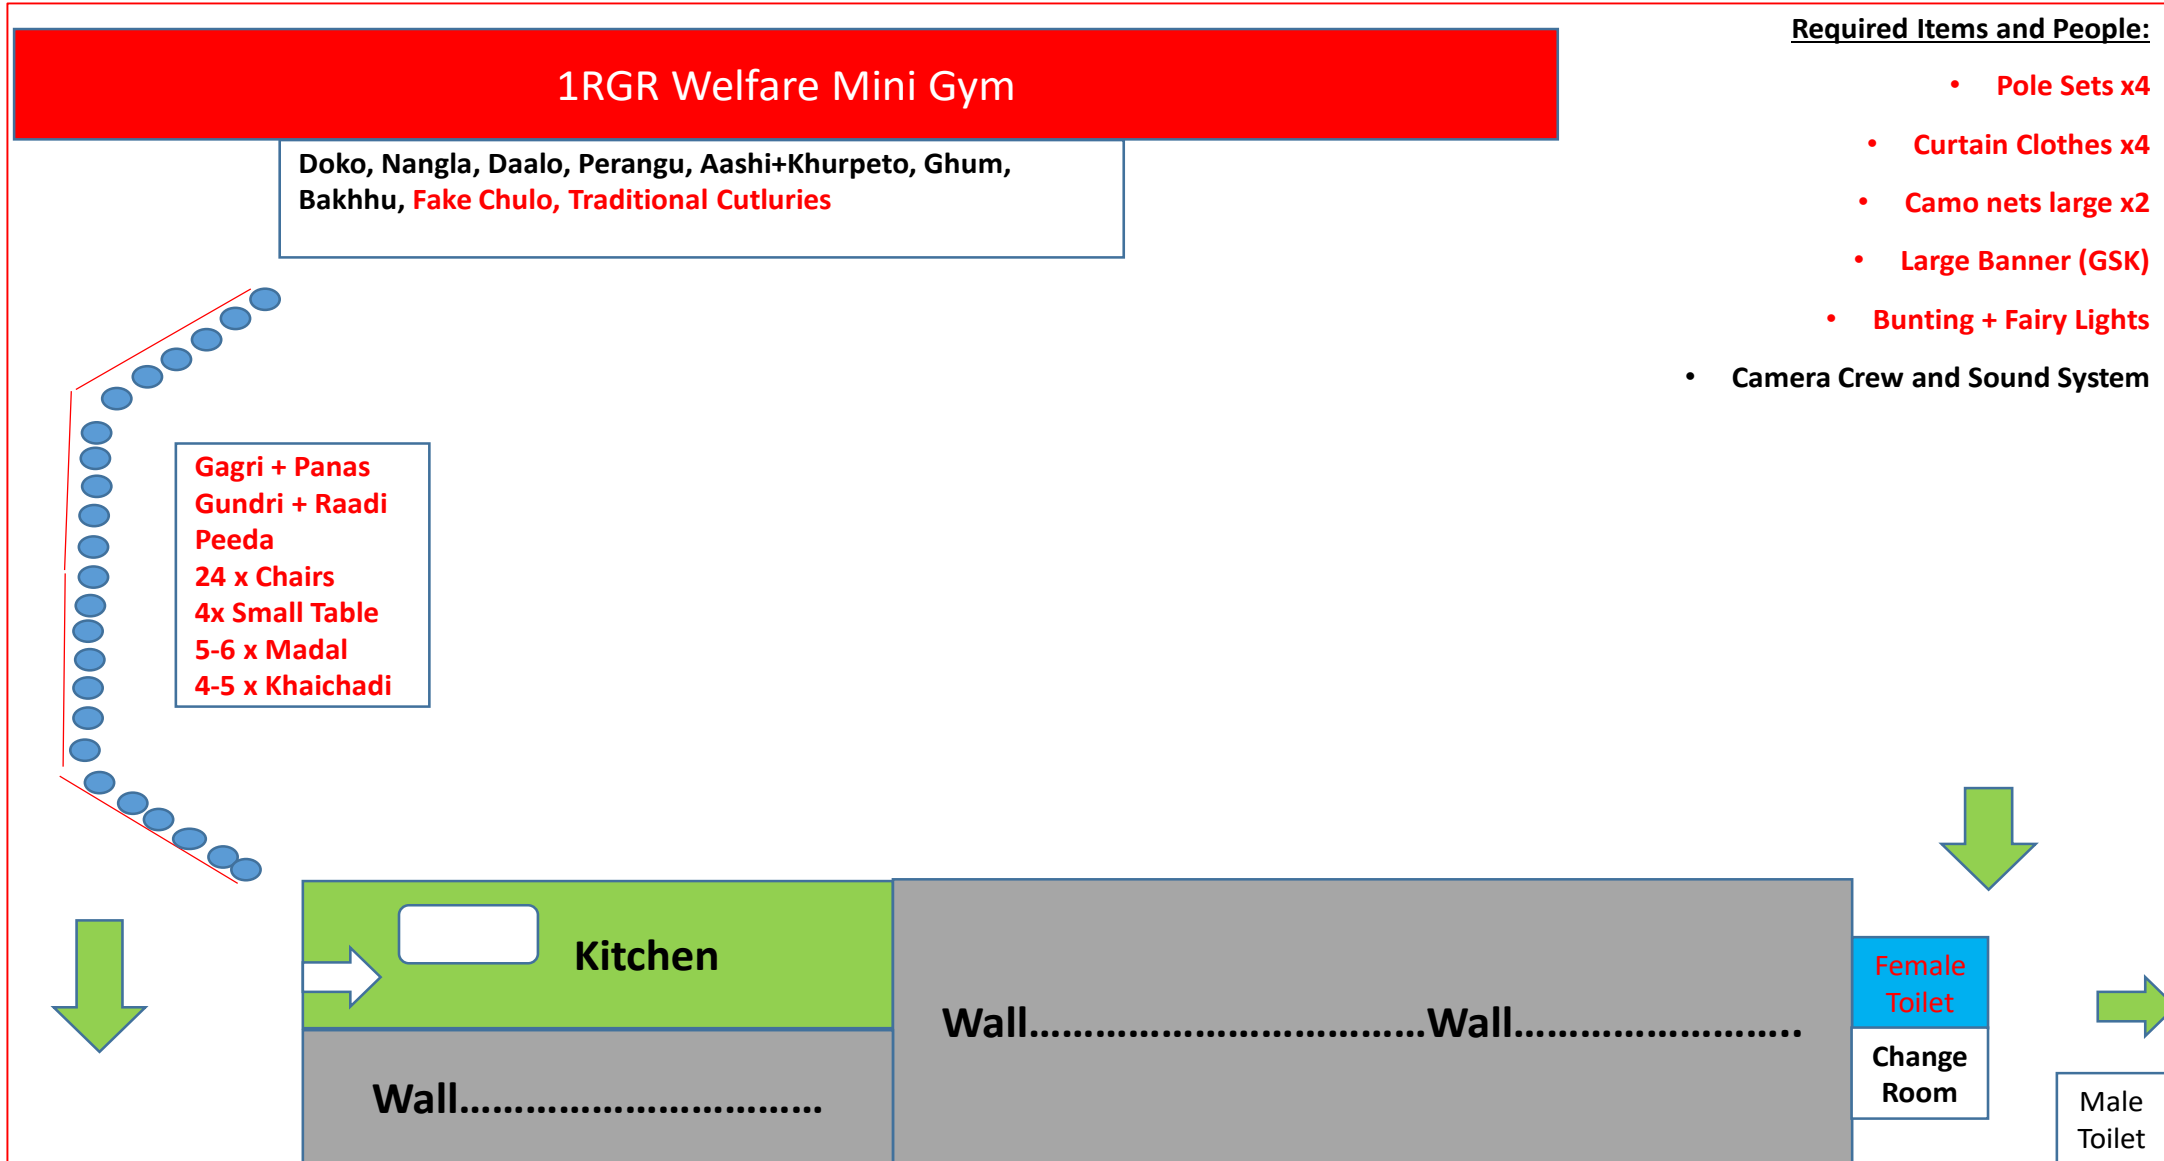 1RGR Welfare Mini Gym
Required Items and People:
• Pole Sets x4
• Curtain Clothes x4
• Camo nets large x2
• Large Banner (GSK)
• Bunting + Fairy Lights
• Camera Crew and Sound System
Doko, Nangla, Daalo, Perangu, Aashi+Khurpeto, Ghum,
Bakhhu, Fake Chulo, Traditional Cutluries
Gagri + Panas
Gundri + Raadi
Peeda
24 x Chairs
4x Small Table
5-6 x Madal
4-5 x Khaichadi
Kitchen
Wall……………………………….Wall……………………..
Wall…………………………….
Female
Toilet
Change
Room
Male
Toilet